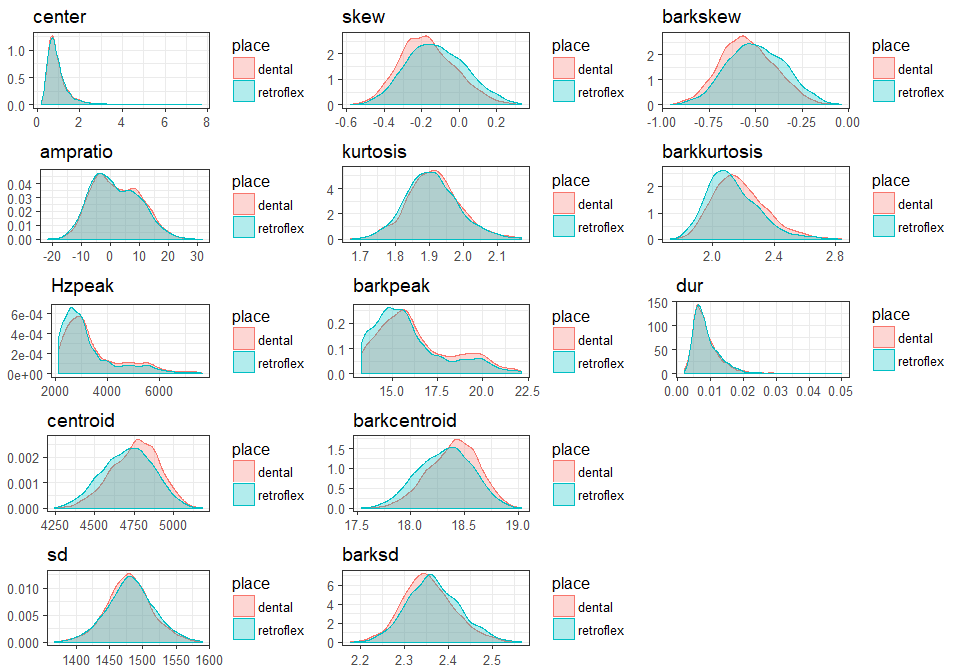 center
1.0
0.5
0.0
0 2 4 6 8
place
dental
retroflex
skew
2
1
0
-0.6 -0.4 -0.2 0.0 0.2
place
dental
retroflex
barkskew
2
1
0
-1.00 -0.75 -0.50 -0.25 0.00
place
dental
retroflex
ampratio
0.04
0.03
0.02
0.01
0.00
-20 -10 0 10 20 30
place
dental
retroflex
kurtosis
4
2
0
1.7 1.8 1.9 2.0 2.1
place
dental
retroflex
barkkurtosis
2
1
0
2.0 2.4 2.8
place
dental
retroflex
Hzpeak
6e-04
4e-04
2e-04
0e+00
2000 4000 6000
place
dental
retroflex
barkpeak
0.2
0.1
0.0
15.0 17.5 20.0 22.5
place
dental
retroflex
dur
150
100
50
0
0.00 0.01 0.02 0.03 0.04 0.05
place
dental
retroflex
centroid
0.002
0.001
0.000
4250 4500 4750 5000
place
dental
retroflex
barkcentroid
1.5
1.0
0.5
0.0
17.5 18.0 18.5 19.0
place
dental
retroflex
sd
0.010
0.005
0.000
1400 1450 1500 1550 1600
place
dental
retroflex
barksd
6
4
2
0
2.2 2.3 2.4 2.5
place
dental
retroflex